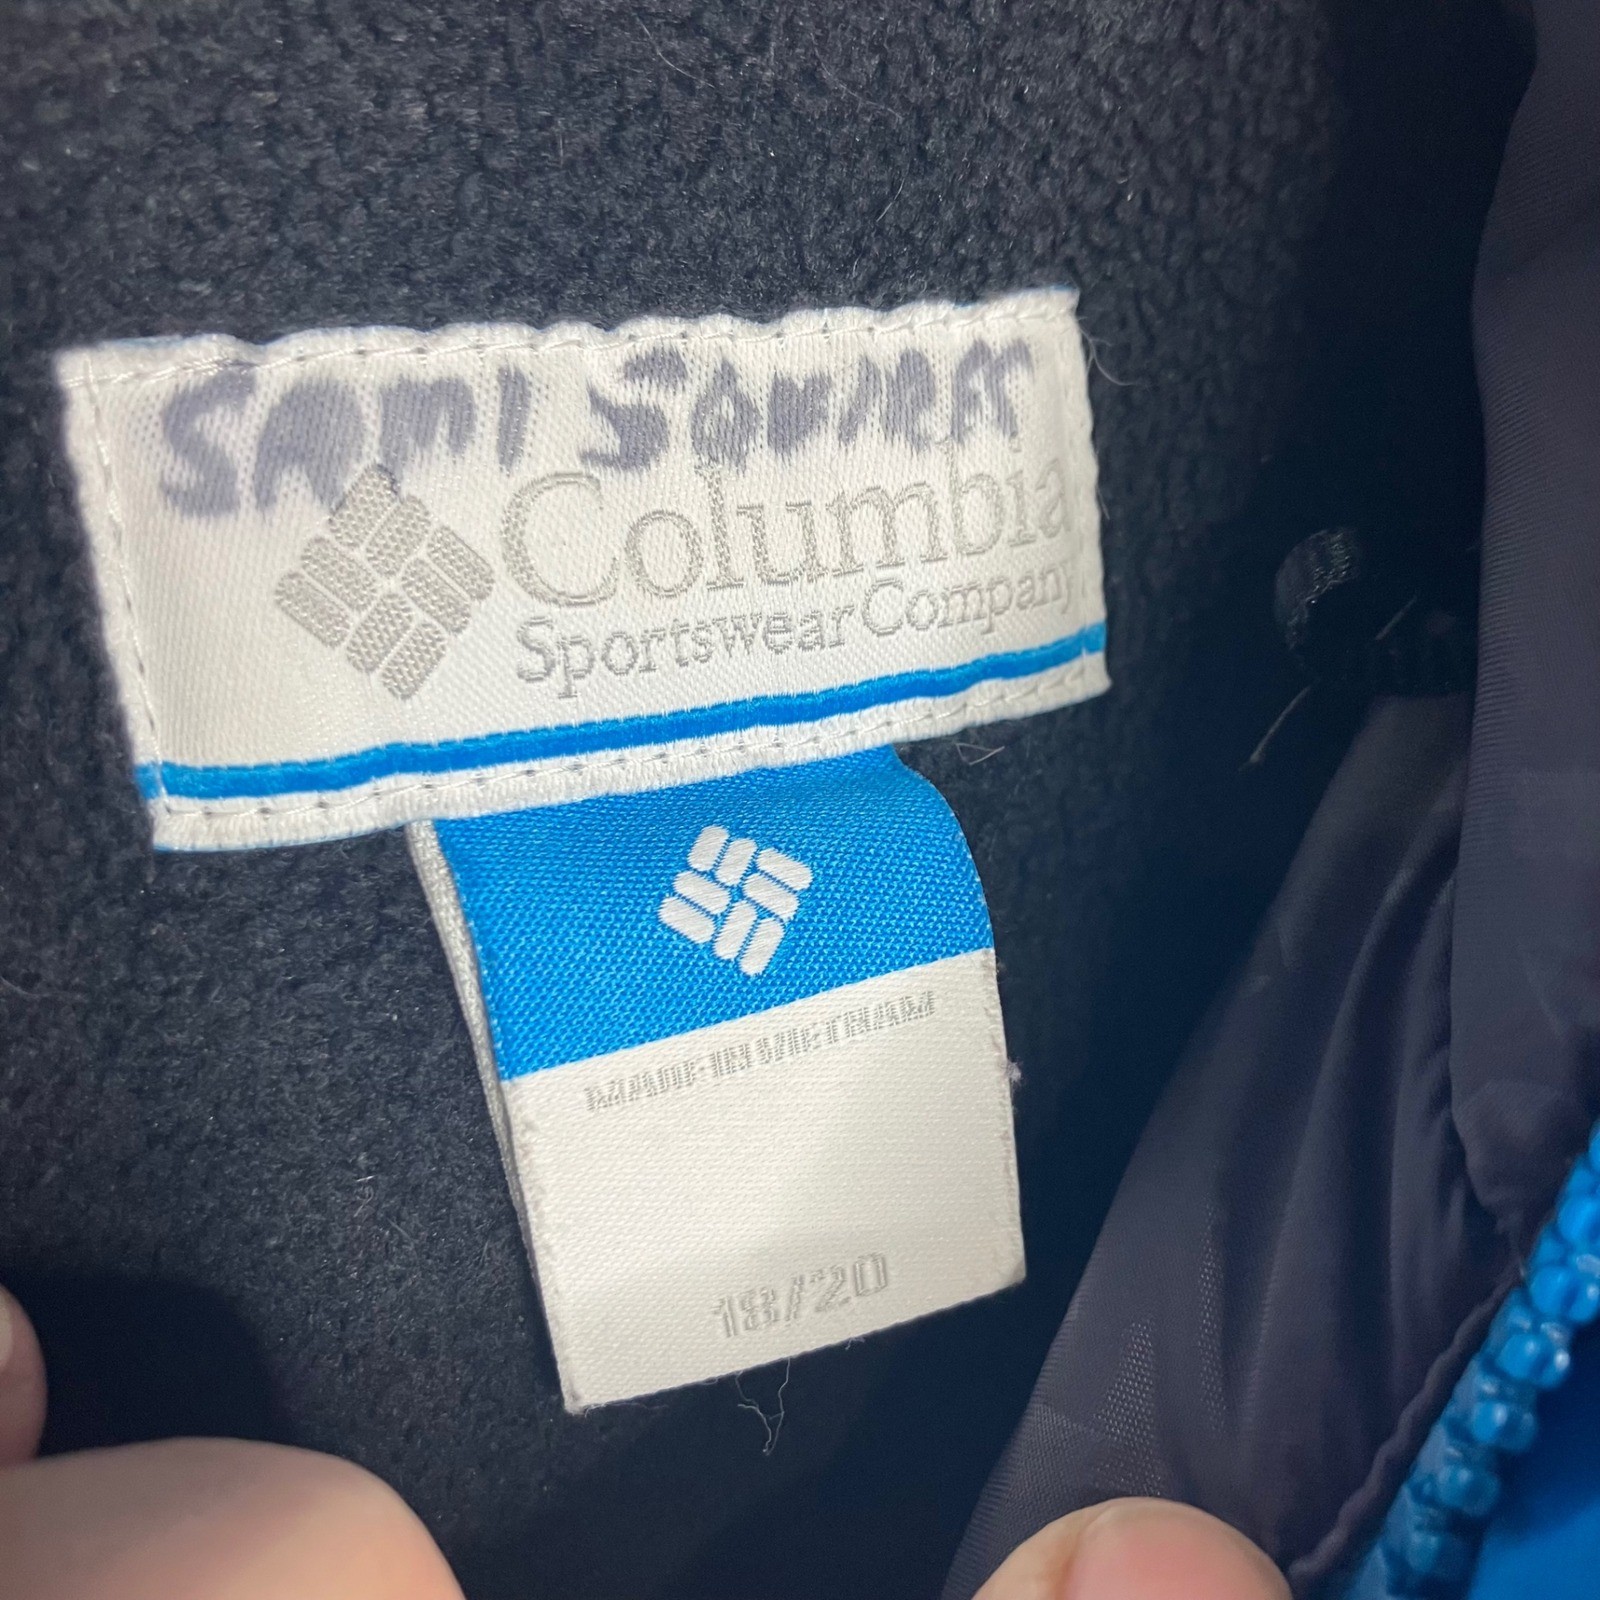 SAMI
Columbia
Sportswear Company
MADE IN VIETNAM
18/20